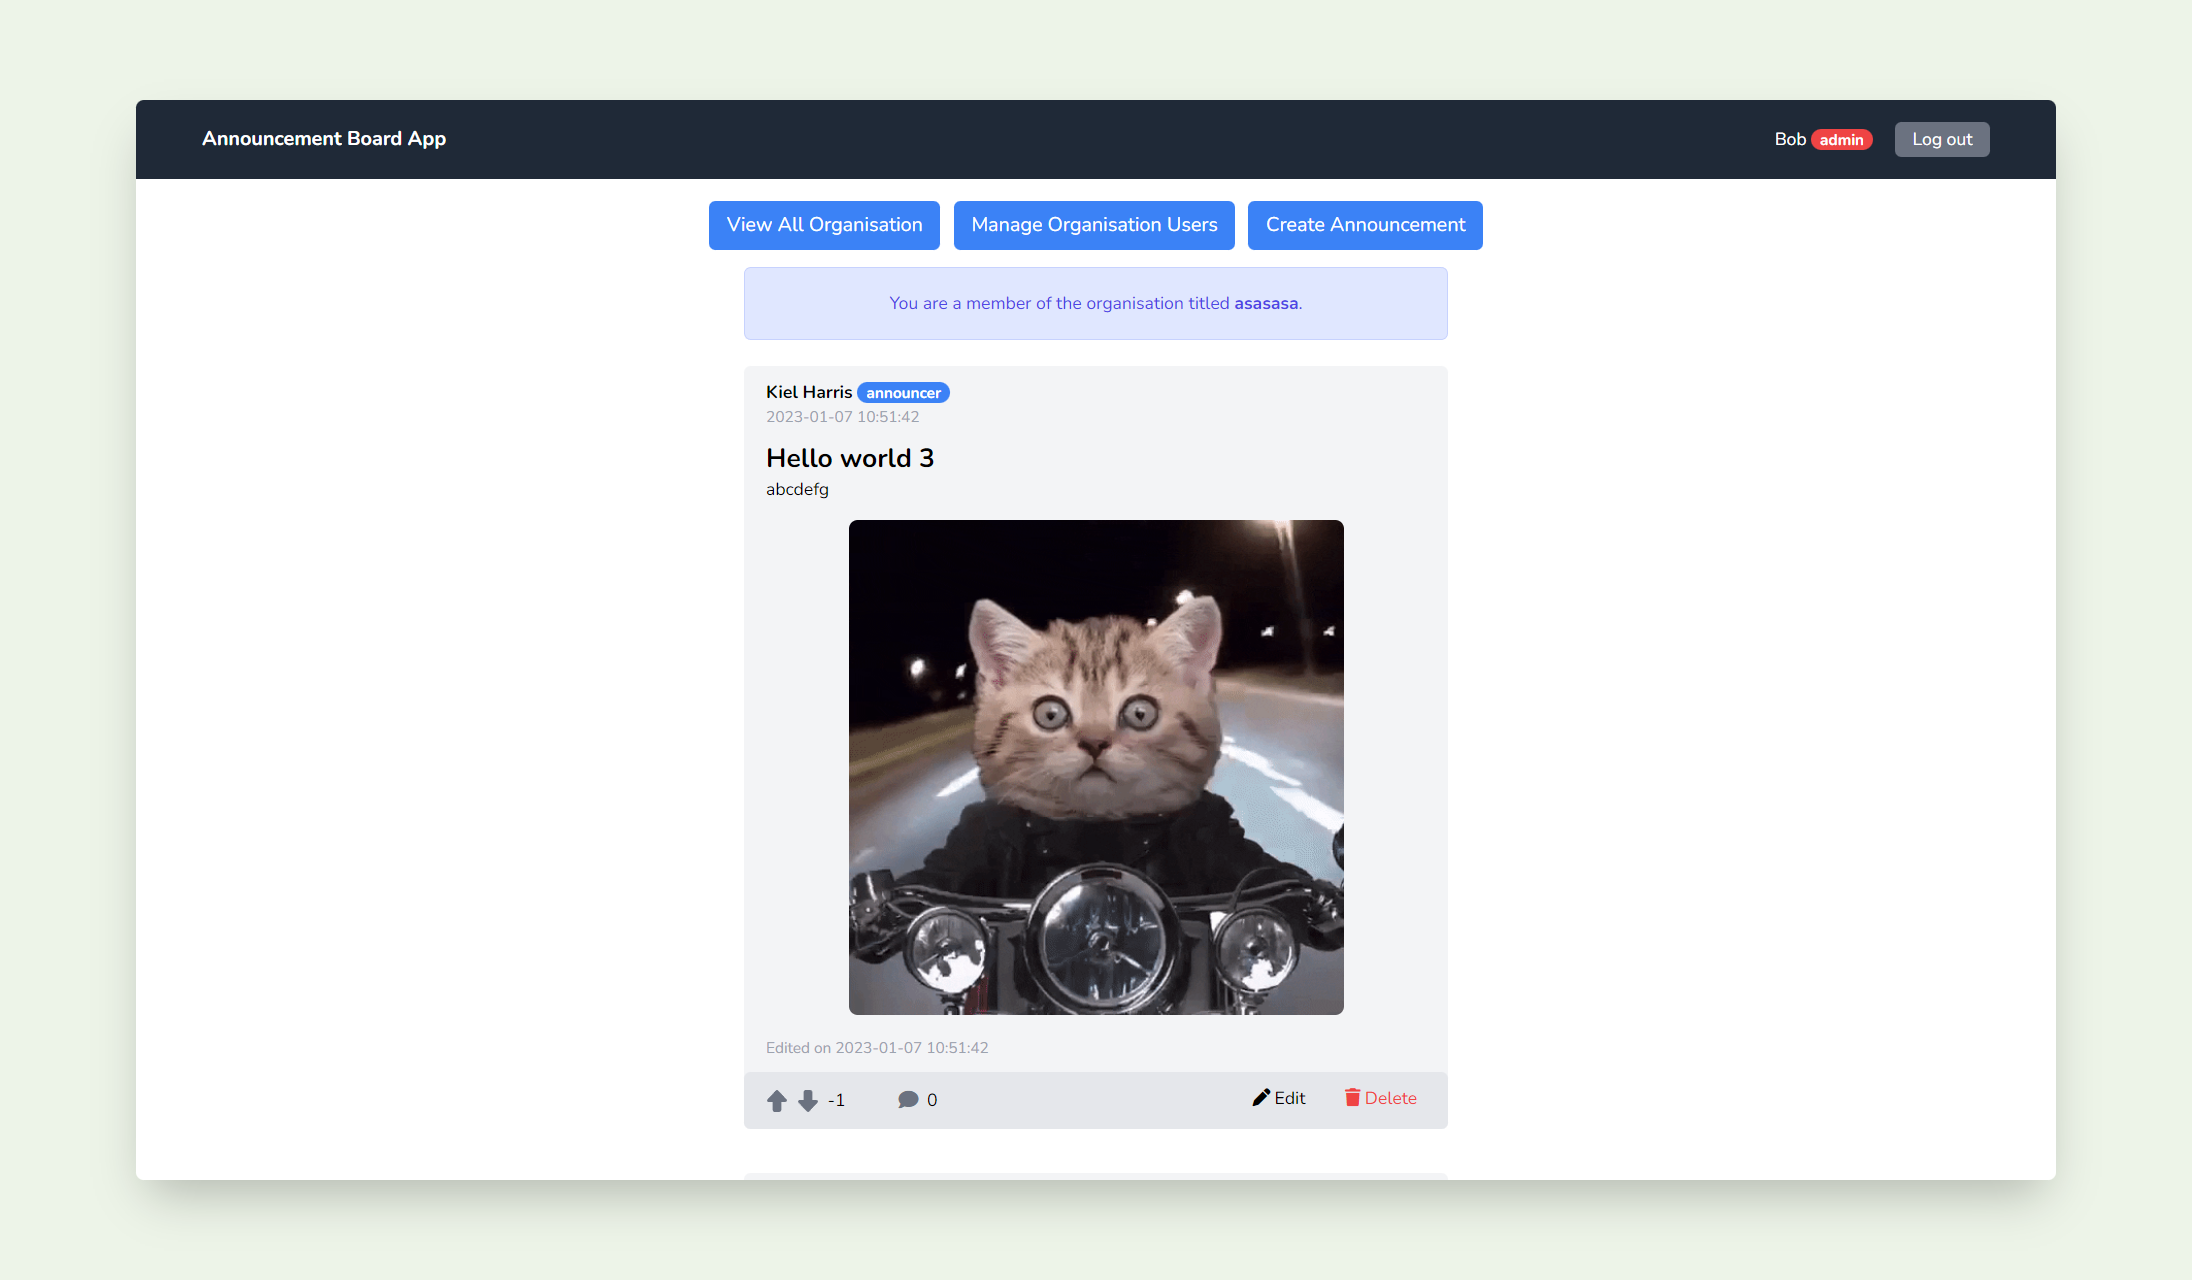 Announcement Board App
Bob admin Log out
View All Organisation Manage Organisation Users Create Announcement
You are a member of the organisation titled asasasa.
Kiel Harris announcer
2023-01-07 10:51:42
Hello world 3
abcdefg
Edited on 2023-01-07 10:51:42
-1 0 Edit Delete